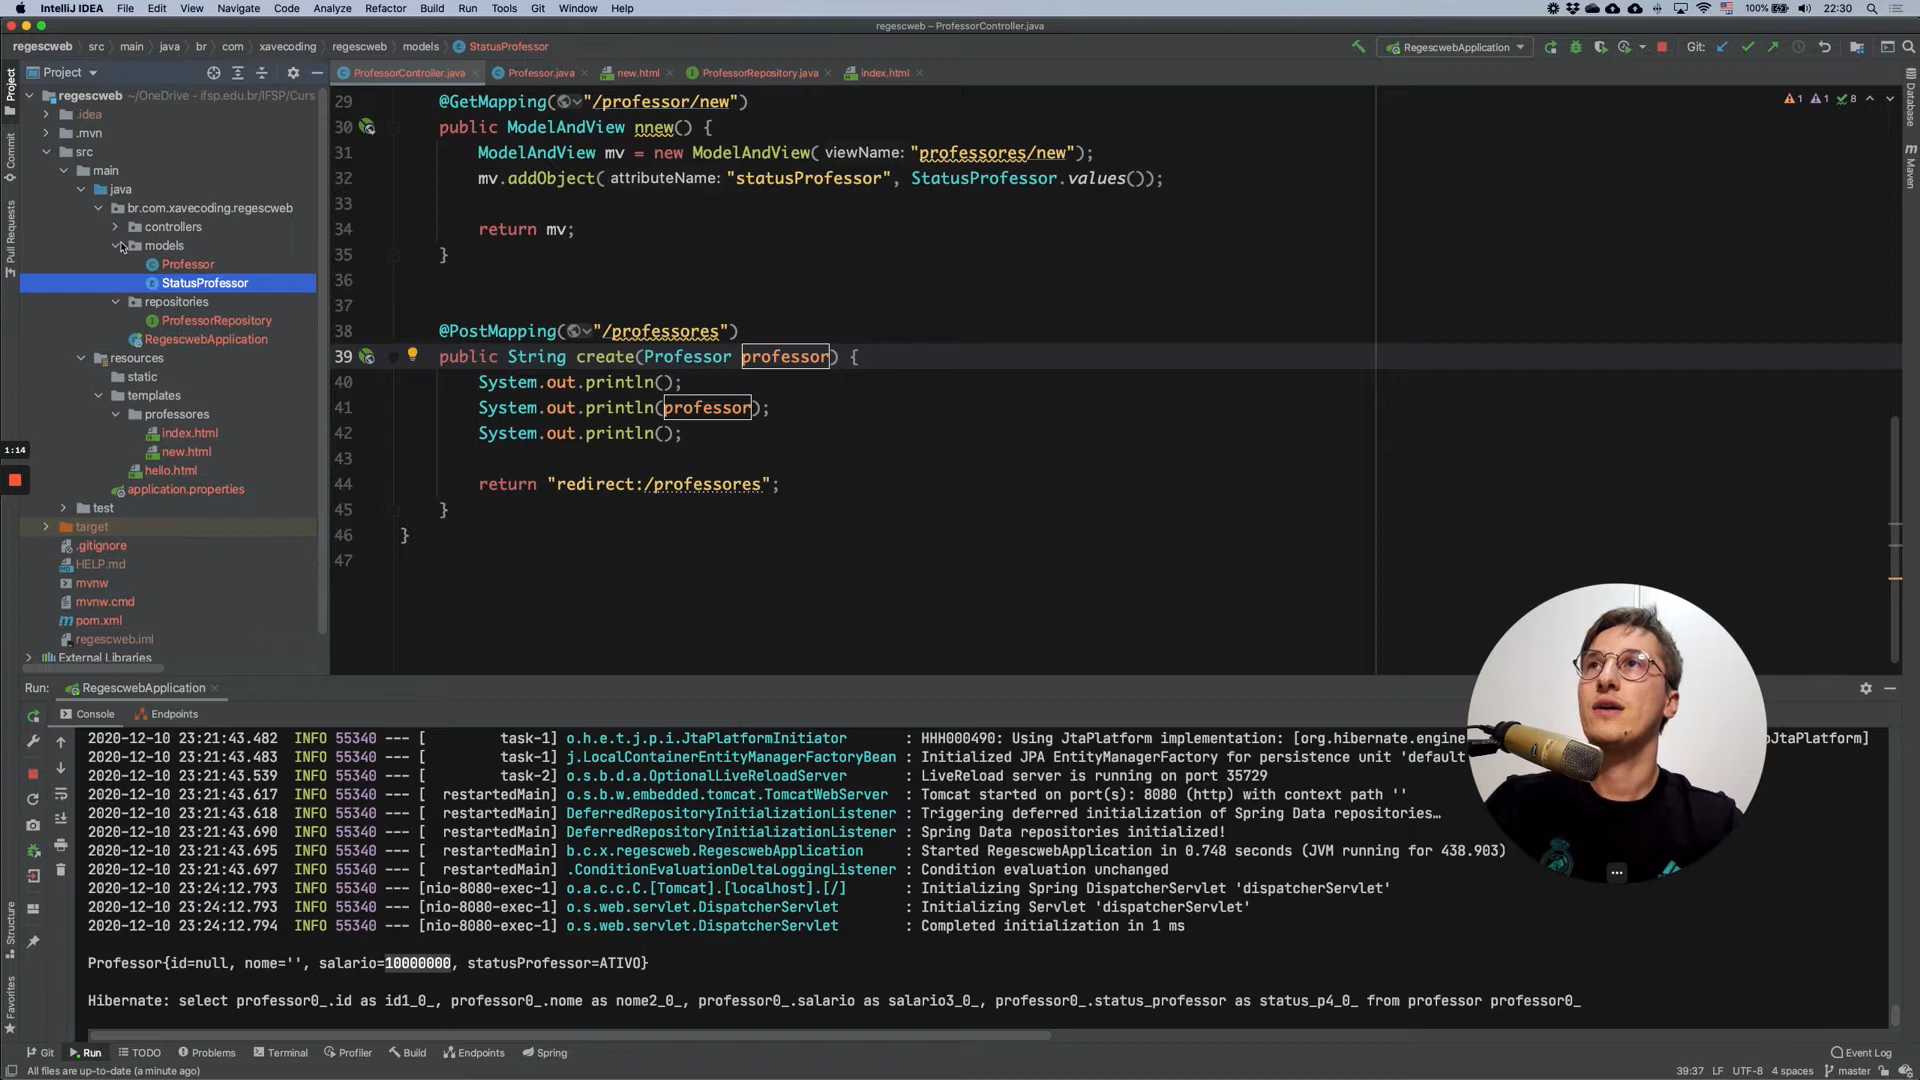 IntelliJ IDEA File Edit View Navigate Code Analyze Refactor Build Run Tools Git Window Help 100% 22:30
regescweb – ProfessorController.java
regescweb src main java br com xavecoding regescweb models StatusProfessor RegescwebApplication Git:
Project
ProfessorController.java Professor.java new.html ProfessorRepository.java index.html
regescweb ~/OneDrive - ifsp.edu.br/IFSP/Curs
.idea
.mvn
src
main
java
br.com.xavecoding.regescweb
controllers
models
Professor
StatusProfessor
repositories
ProfessorRepository
RegescwebApplication
resources
static
templates
professores
index.html
new.html
hello.html
application.properties
test
target
.gitignore
HELP.md
mvnw
mvnw.cmd
pom.xml
regescweb.iml
External Libraries
29 @GetMapping("/professor/new")
30 public ModelAndView nnew() {
31 ModelAndView mv = new ModelAndView( viewName: "professores/new");
32 mv.addObject( attributeName: "statusProfessor", StatusProfessor.values());
33
34 return mv;
35 }
36
37
38 @PostMapping("/professores")
39 public String create(Professor professor) {
40 System.out.println();
41 System.out.println(professor);
42 System.out.println();
43
44 return "redirect:/professores";
45 }
46 }
47
1 1 8
Project
Commit
Pull Requests
Structure
Favorites
Database
Maven
1:14
Run: RegescwebApplication
Console Endpoints
2020-12-10 23:21:43.482 INFO 55340 --- [ task-1] o.h.e.t.j.p.i.JtaPlatformInitiator : HHH000490: Using JtaPlatform implementation: [org.hibernate.engine JtaPlatform]
2020-12-10 23:21:43.483 INFO 55340 --- [ task-1] j.LocalContainerEntityManagerFactoryBean : Initialized JPA EntityManagerFactory for persistence unit 'default
2020-12-10 23:21:43.539 INFO 55340 --- [ task-2] o.s.b.d.a.OptionalLiveReloadServer : LiveReload server is running on port 35729
2020-12-10 23:21:43.617 INFO 55340 --- [ restartedMain] o.s.b.w.embedded.tomcat.TomcatWebServer : Tomcat started on port(s): 8080 (http) with context path ''
2020-12-10 23:21:43.618 INFO 55340 --- [ restartedMain] DeferredRepositoryInitializationListener : Triggering deferred initialization of Spring Data repositories…
2020-12-10 23:21:43.690 INFO 55340 --- [ restartedMain] DeferredRepositoryInitializationListener : Spring Data repositories initialized!
2020-12-10 23:21:43.695 INFO 55340 --- [ restartedMain] b.c.x.regescweb.RegescwebApplication : Started RegescwebApplication in 0.748 seconds (JVM running for 438.903)
2020-12-10 23:21:43.697 INFO 55340 --- [ restartedMain] .ConditionEvaluationDeltaLoggingListener : Condition evaluation unchanged
2020-12-10 23:24:12.793 INFO 55340 --- [nio-8080-exec-1] o.a.c.c.C.[Tomcat].[localhost].[/] : Initializing Spring DispatcherServlet 'dispatcherServlet'
2020-12-10 23:24:12.793 INFO 55340 --- [nio-8080-exec-1] o.s.web.servlet.DispatcherServlet : Initializing Servlet 'dispatcherServlet'
2020-12-10 23:24:12.794 INFO 55340 --- [nio-8080-exec-1] o.s.web.servlet.DispatcherServlet : Completed initialization in 1 ms
Professor{id=null, nome='', salario=10000000, statusProfessor=ATIVO}
Hibernate: select professor0_.id as id1_0_, professor0_.nome as nome2_0_, professor0_.salario as salario3_0_, professor0_.status_professor as status_p4_0_ from professor professor0_
Git Run TODO Problems Terminal Profiler Build Endpoints Spring Event Log
All files are up-to-date (a minute ago) 39:37 LF UTF-8 4 spaces master